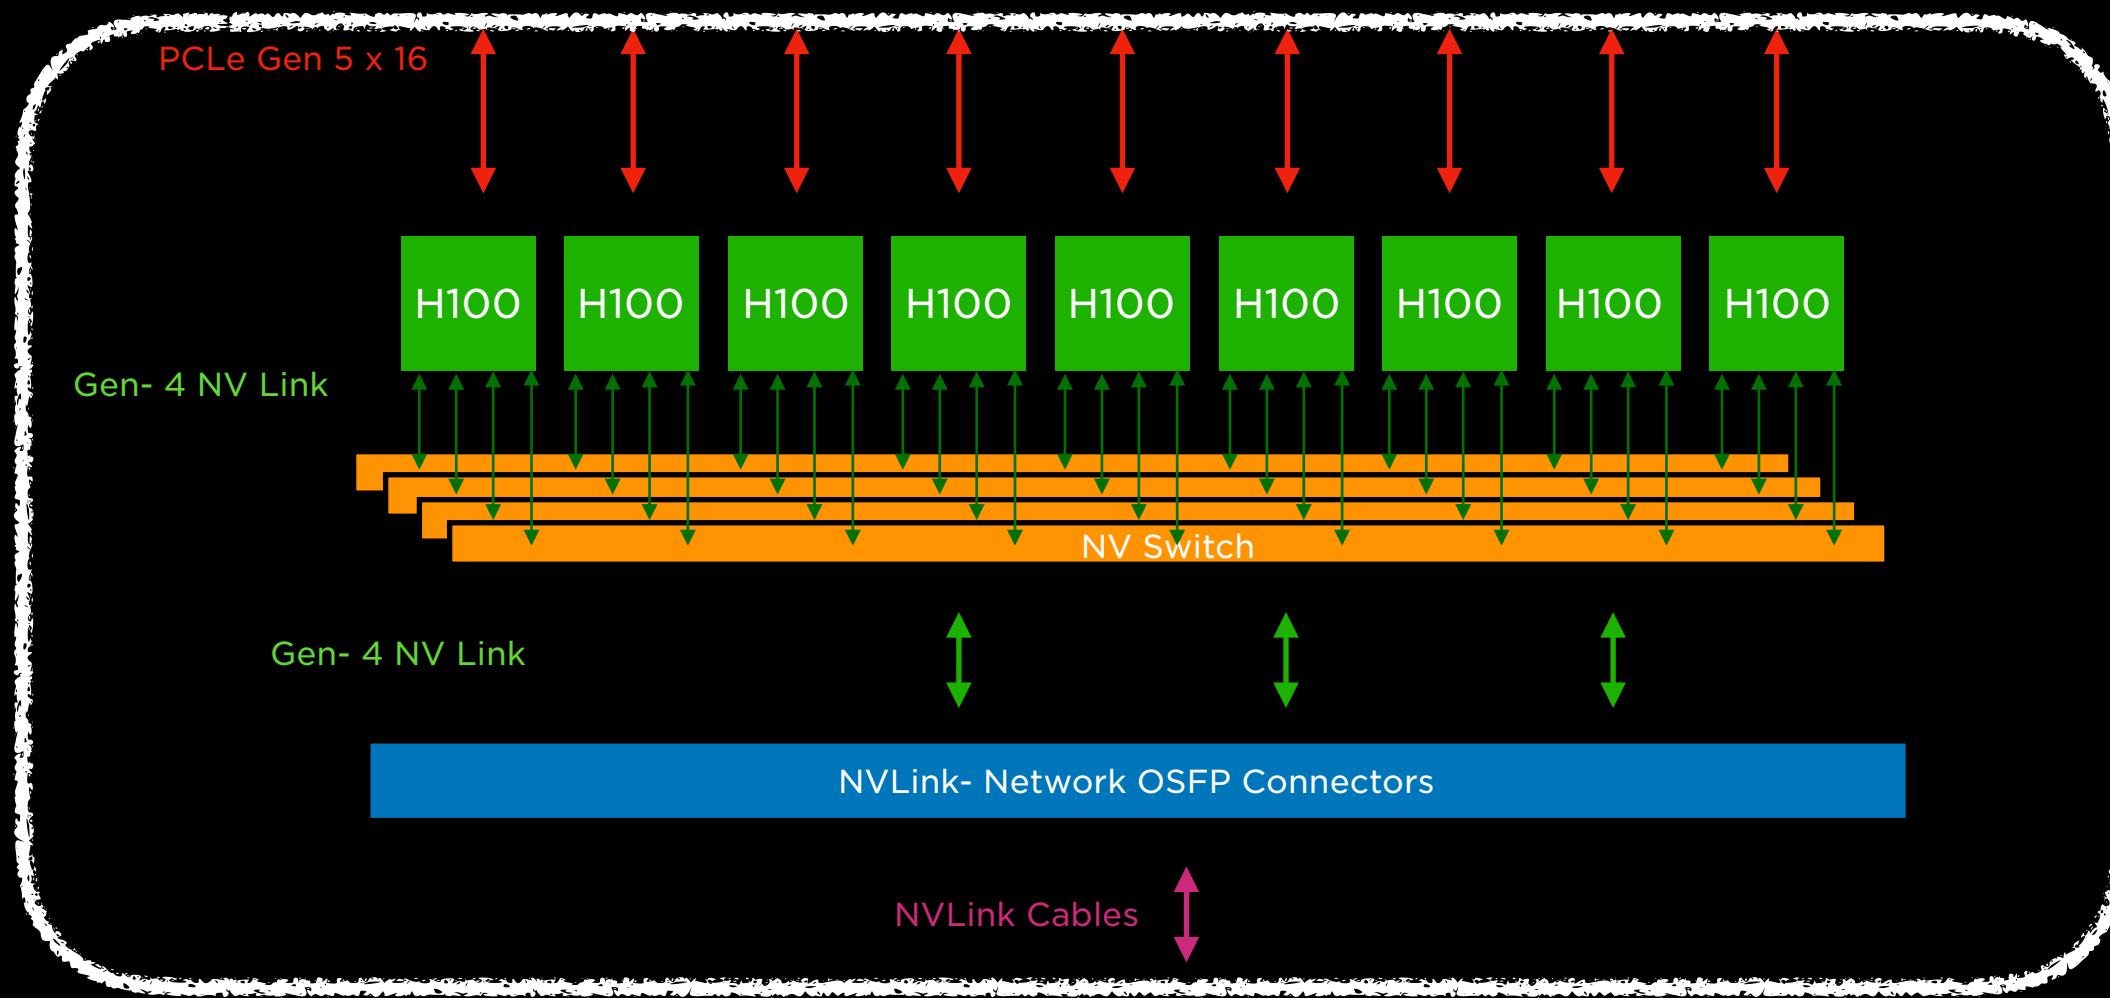 PCLe Gen 5 x 16
H100 H100 H100 H100 H100 H100 H100 H100 H100
Gen- 4 NV Link
NV Switch
Gen- 4 NV Link
NVLink- Network OSFP Connectors
NVLink Cables